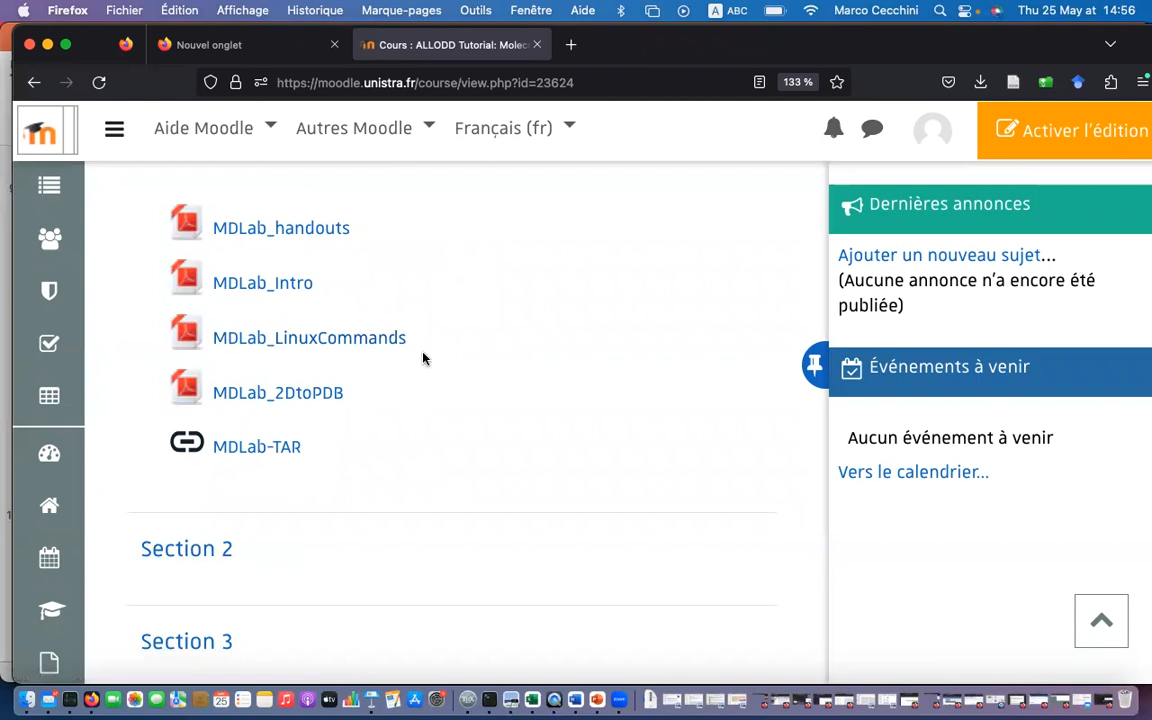 Firefox Fichier Édition Affichage Historique Marque-pages Outils Fenêtre Aide A ABC Marco Cecchini Thu 25 May at 14:56
Nouvel onglet
Cours : ALLODD Tutorial: Molec
https://moodle.unistra.fr/course/view.php?id=23624
133 %
Aide Moodle Autres Moodle Français (fr)
Activer l'édition
MDLab_handouts
MDLab_Intro
MDLab_LinuxCommands
MDLab_2DtoPDB
MDLab-TAR
Section 2
Section 3
Dernières annonces
Ajouter un nouveau sujet...
(Aucune annonce n'a encore été
publiée)
Événements à venir
Aucun événement à venir
Vers le calendrier...